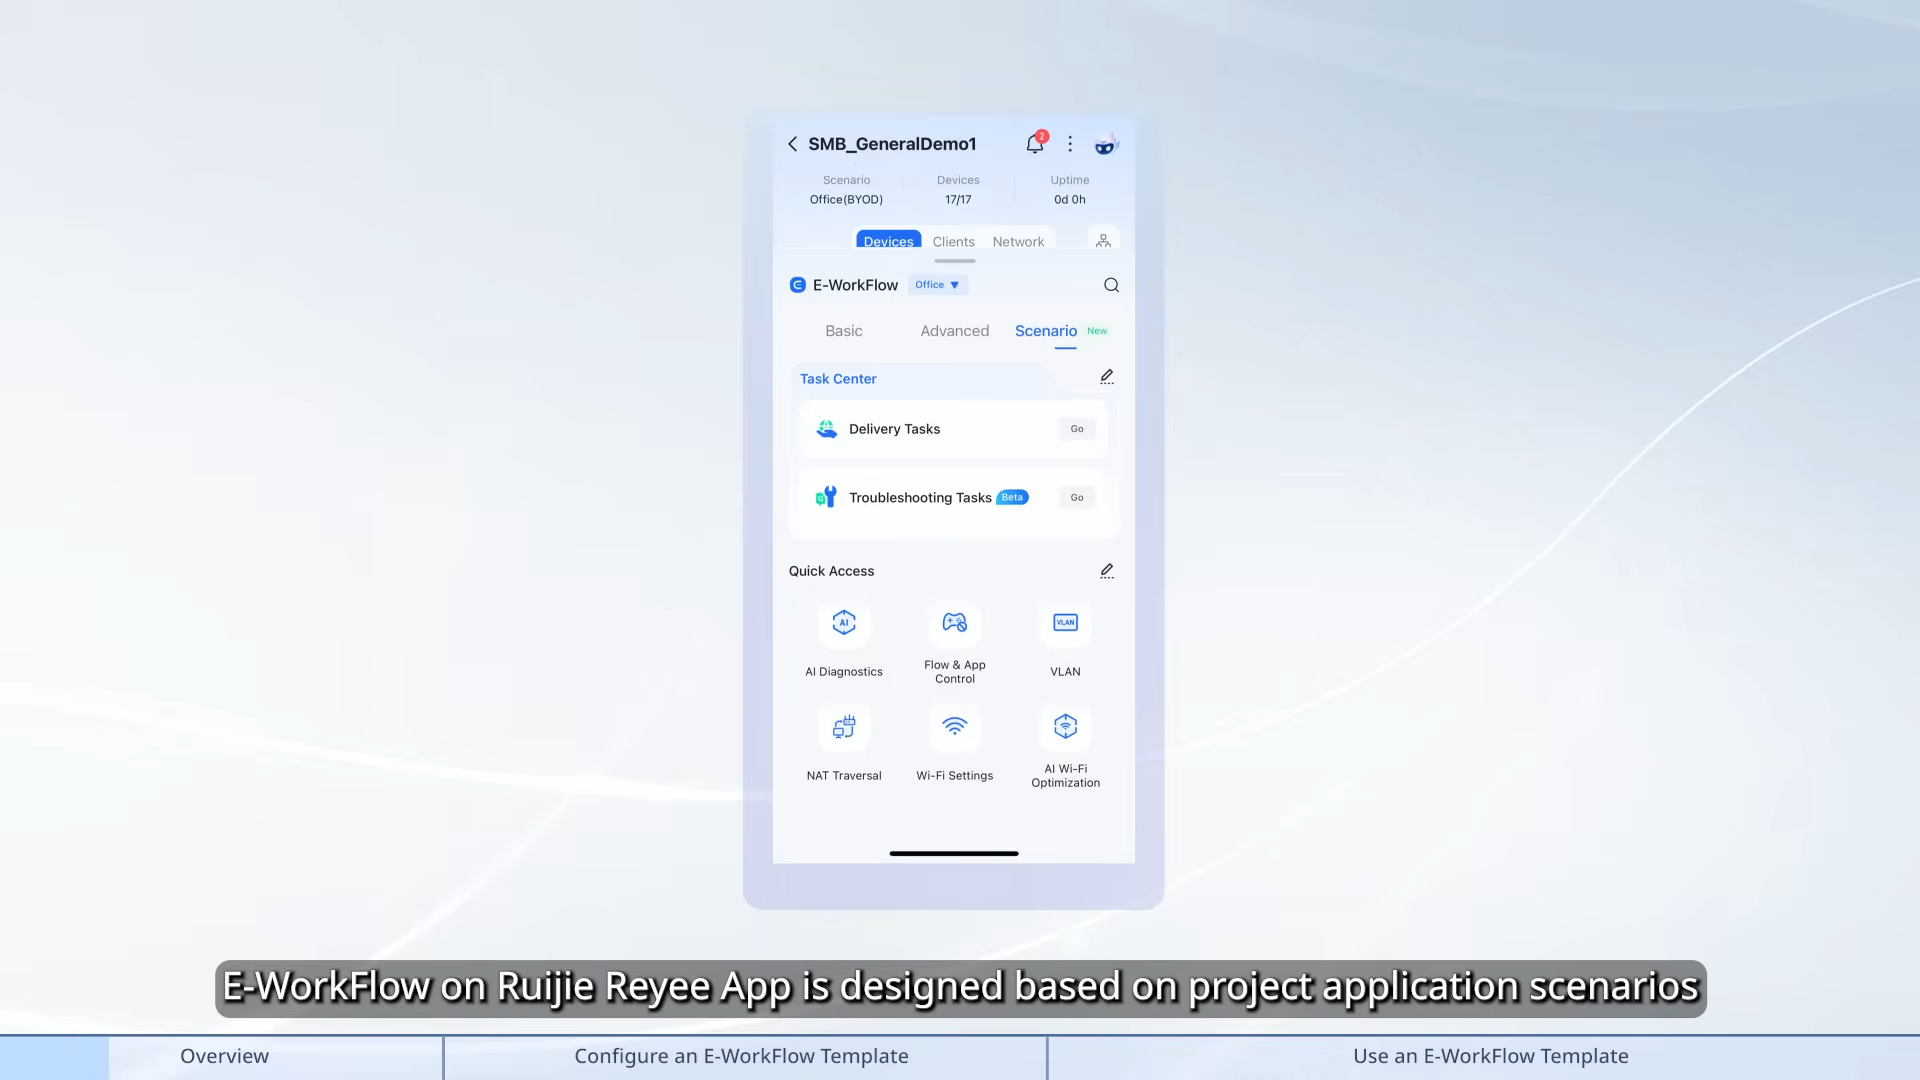 SMB_GeneralDemo1
2
Scenario
Devices
Uptime
Office(BYOD)
17/17
0d 0h
Devices
Clients
Network
E-WorkFlow
Office ▼
Basic
Advanced
Scenario
New
Task Center
Delivery Tasks
Go
Troubleshooting Tasks
Beta
Go
Quick Access
AI
VLAN
AI Diagnostics
Flow & App
Control
VLAN
NAT Traversal
Wi-Fi Settings
AI Wi-Fi
Optimization
E-WorkFlow on Ruijie Reyee App is designed based on project application scenarios
Overview
Configure an E-WorkFlow Template
Use an E-WorkFlow Template